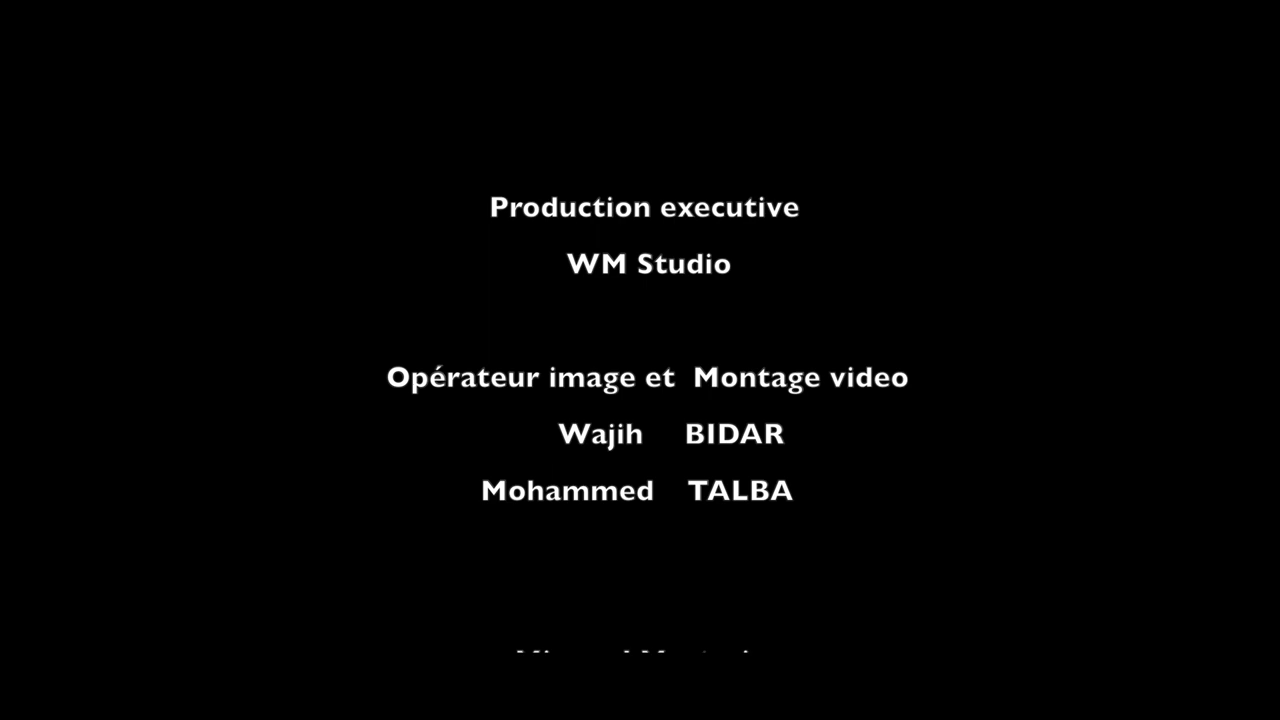 Production executive
WM Studio
Opérateur image et Montage video
Wajih BIDAR
Mohammed TALBA